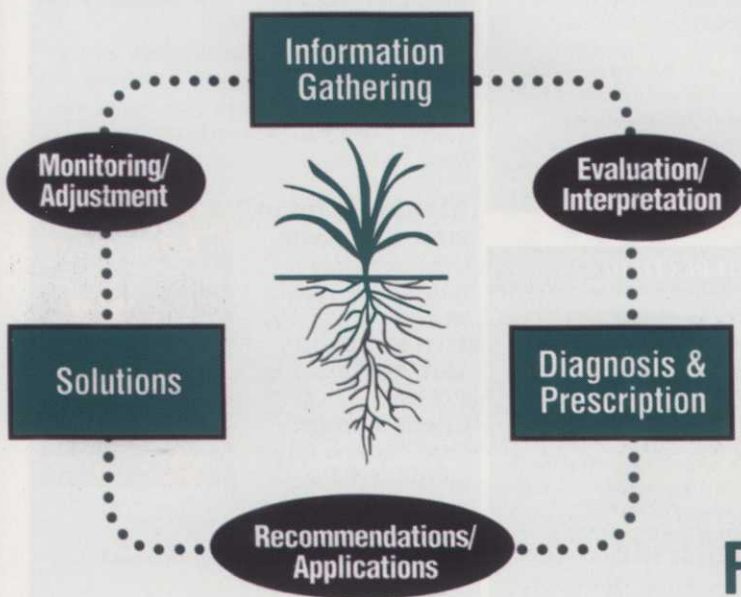 Information
Gathering
Monitoring/
Adjustment
Evaluation/
Interpretation
Solutions
Diagnosis &
Prescription
Recommendations/
Applications